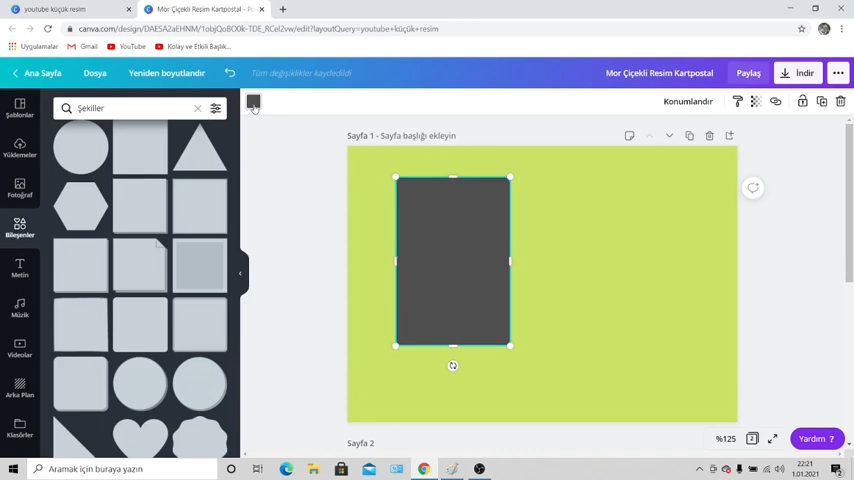 youtube küçük resim
Mor Çiçekli Resim Kartpostal - P
canva.com/design/DAESA2aEHNM/1objQoBO0k-TDE_RCel2vw/edit?layoutQuery=youtube+küçük+resim
Uygulamalar
Gmail
YouTube
Kolay ve Etkili Başlık...
Ana Sayfa
Dosya
Yeniden boyutlandır
Tüm değişiklikler kaydedildi
Mor Çiçekli Resim Kartpostal
Paylaş
İndir
Şablonlar
Şekiller
Konumlandır
Yüklemeler
Sayfa 1 - Sayfa başlığı ekleyin
Fotoğraf
Bileşenler
Metin
Müzik
Videolar
Arka Plan
Klasörler
Sayfa 2
%125
2
Yardım ?
Aramak için buraya yazın
22:21
1.01.2021
2